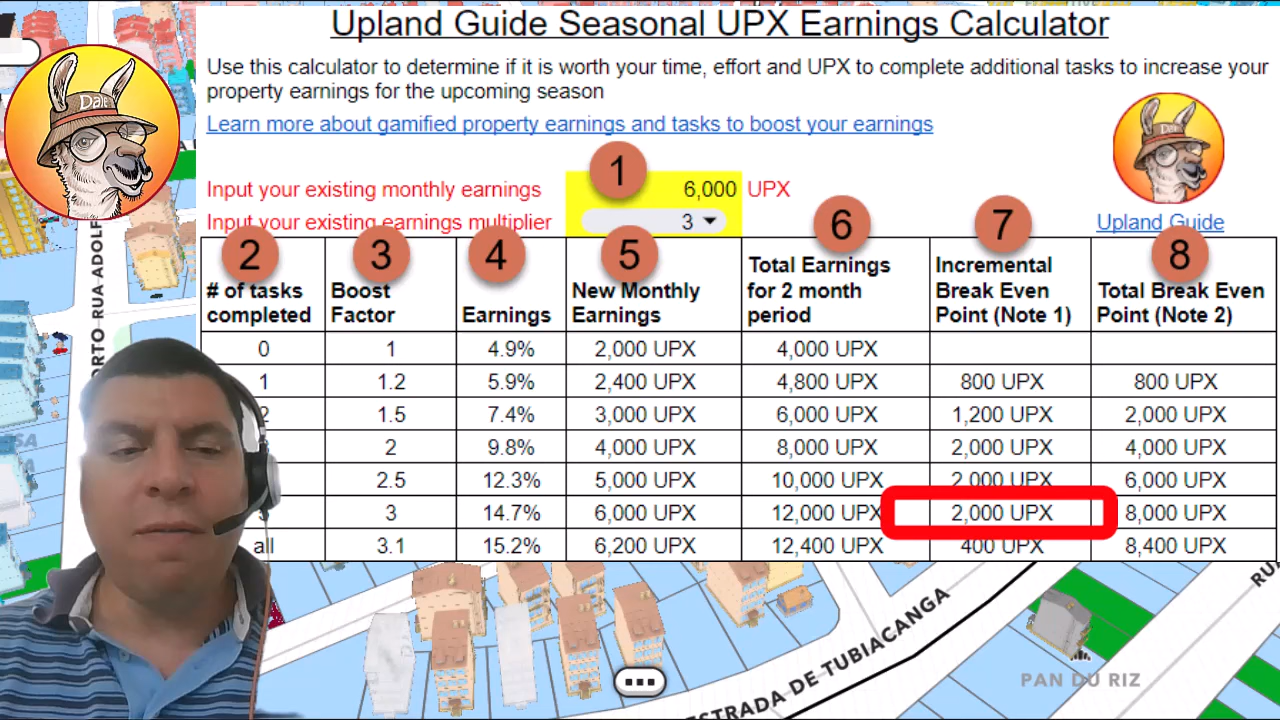 Upland Guide Seasonal UPX Earnings Calculator
Use this calculator to determine if it is worth your time, effort and UPX to complete additional tasks to increase your
property earnings for the upcoming season
Learn more about gamified property earnings and tasks to boost your earnings
Dale
1
Input your existing monthly earnings 6,000 UPX
Input your existing earnings multiplier 3
Upland Guide
2 3 4 5 6 7 8
# of tasks completed Boost Factor Earnings New Monthly Earnings Total Earnings for 2 month period Incremental Break Even Point (Note 1) Total Break Even Point (Note 2)
0 1 4.9% 2,000 UPX 4,000 UPX
1 1.2 5.9% 2,400 UPX 4,800 UPX 800 UPX 800 UPX
2 1.5 7.4% 3,000 UPX 6,000 UPX 1,200 UPX 2,000 UPX
2 9.8% 4,000 UPX 8,000 UPX 2,000 UPX 4,000 UPX
2.5 12.3% 5,000 UPX 10,000 UPX 2,000 UPX 6,000 UPX
3 14.7% 6,000 UPX 12,000 UPX 2,000 UPX 8,000 UPX
all 3.1 15.2% 6,200 UPX 12,400 UPX 400 UPX 8,400 UPX
PORTO-RUA-ADOLF
ESTRADA DE TUBIACANGA
PAN DU RIZ
RUA